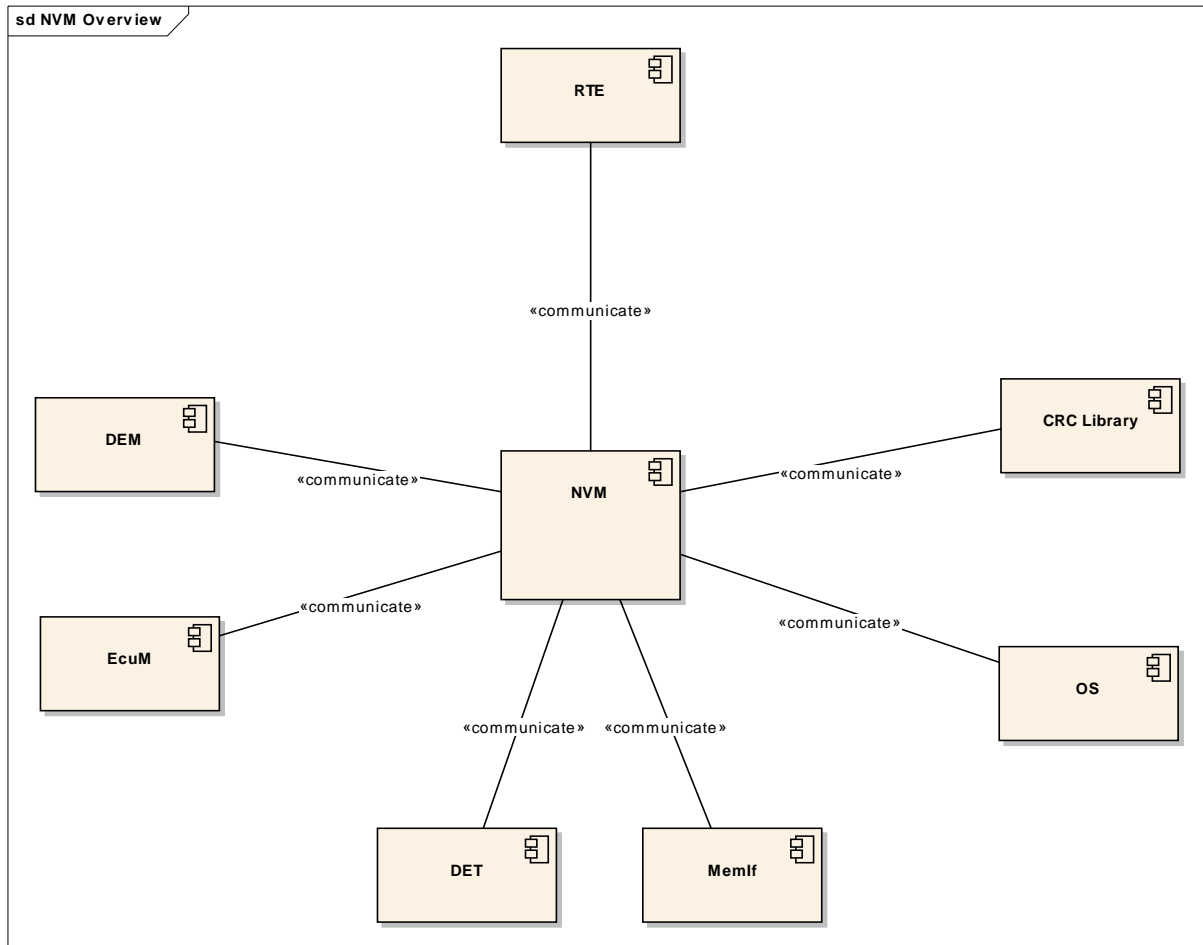 sd NVM Overview
RTE
«communicate»
DEM
CRC Library
«communicate»
«communicate»
NVM
EcuM
«communicate»
«communicate»
OS
«communicate»
«communicate»
DET
MemIf